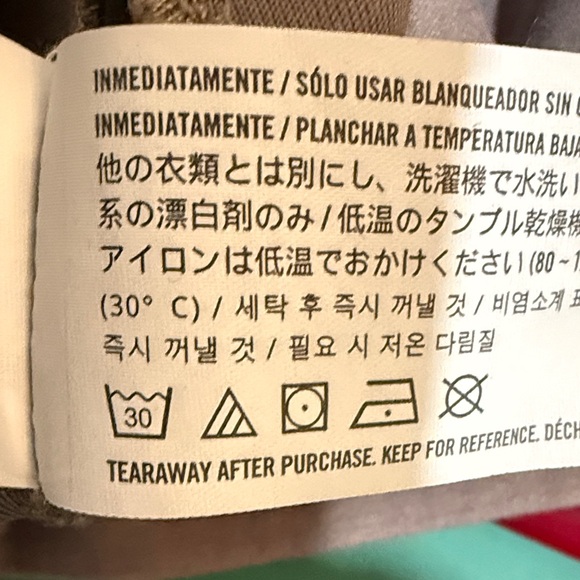 INMEDIATAMENTE / SÓLO USAR BLANQUEADOR SIN
INMEDIATAMENTE / PLANCHAR A TEMPERATURA BAJA
他の衣類とは別にし、洗濯機で水洗い
系の漂白剤のみ / 低温のタンブル乾燥機
アイロンは低温でおかけください (80 ~ 1
(30° C) / 세탁 후 즉시 꺼낼 것 / 비염소계 표
즉시 꺼낼 것 / 필요 시 저온 다림질
30
TEARAWAY AFTER PURCHASE. KEEP FOR REFERENCE. DÉCH